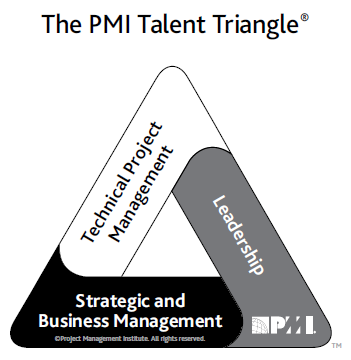 The PMI Talent Triangle®
Technical Project
Management
Leadership
Strategic and
Business Management
©Project Management Institute. All rights reserved.
PMI.
TM